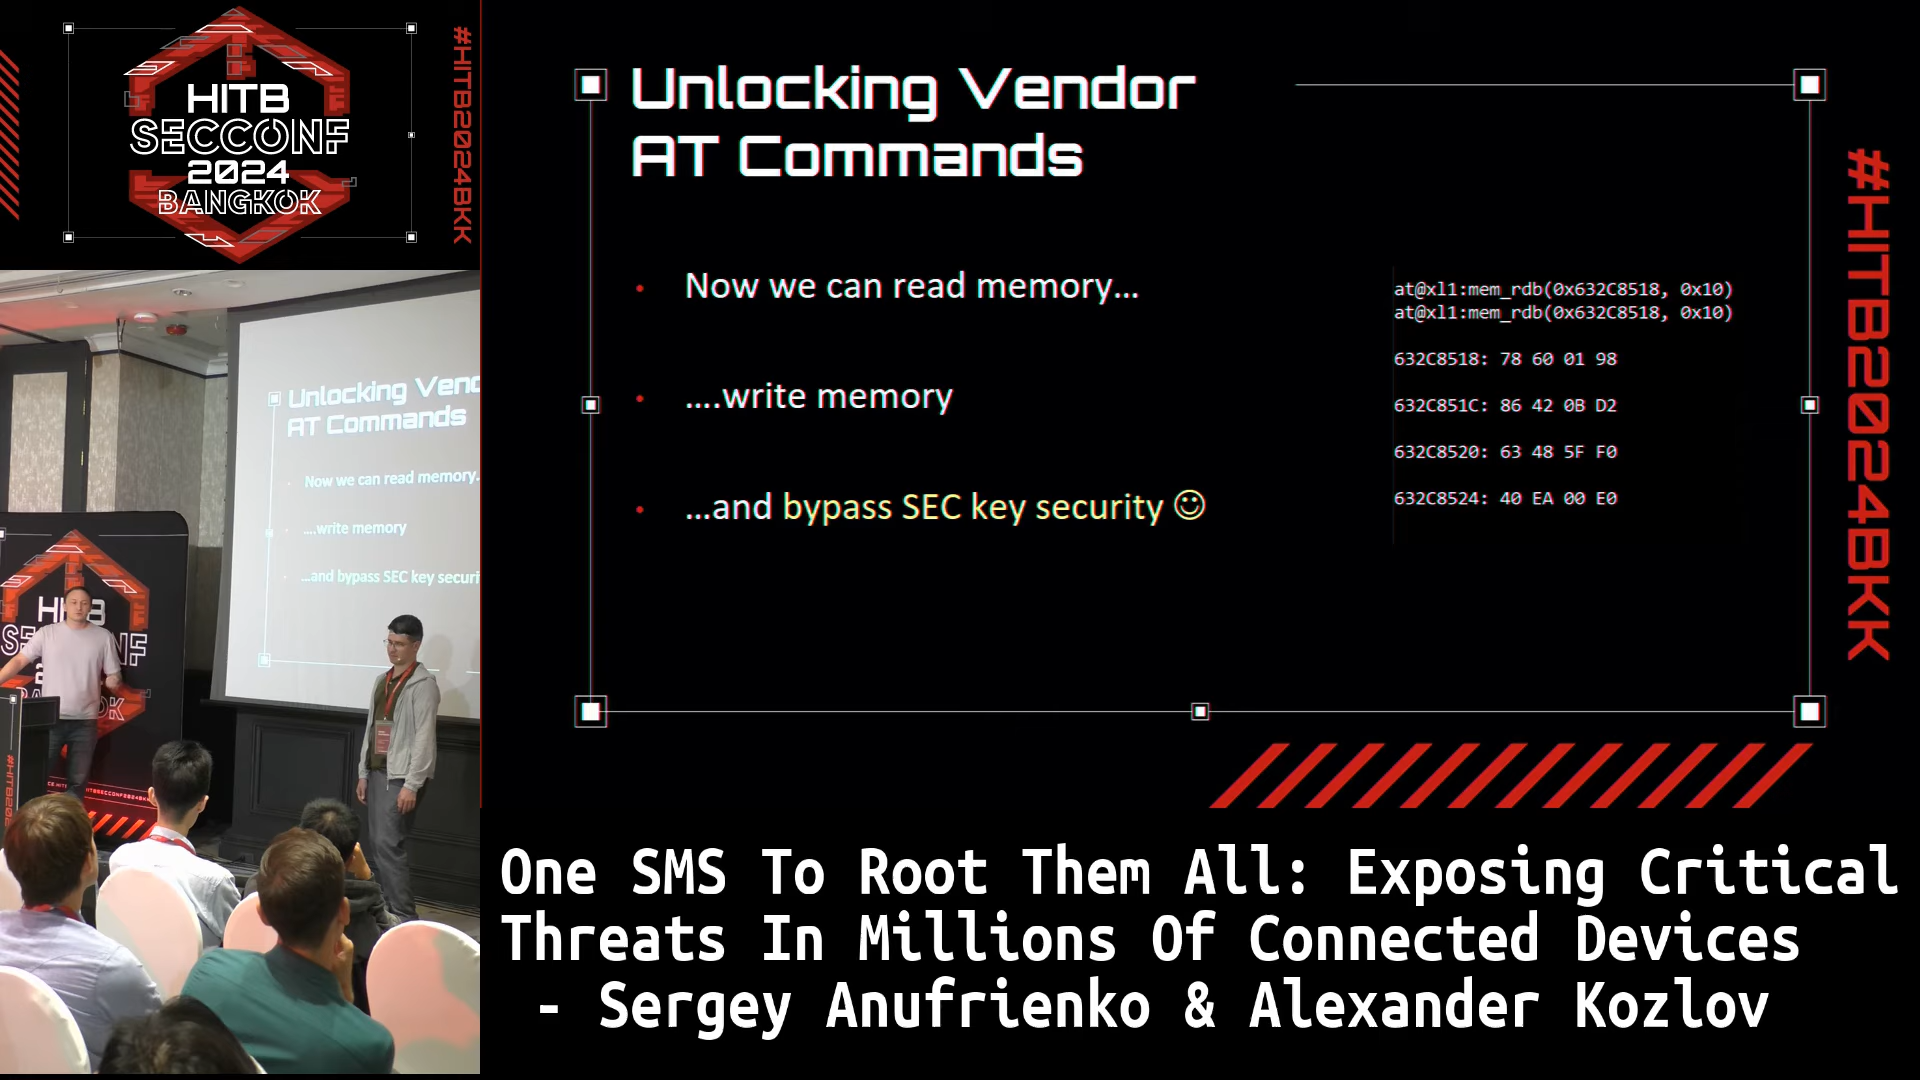 HITB
SECCONF
2024
BANGKOK
#HITB2024BKK
Unlocking Vendor
AT Commands
• Now we can read memory...
• ....write memory
• ...and bypass SEC key security ☺
at@xl1:mem_rdb(0x632C8518, 0x10)
at@xl1:mem_rdb(0x632C8518, 0x10)
632C8518: 78 60 01 98
632C851C: 86 42 0B D2
632C8520: 63 48 5F F0
632C8524: 40 EA 00 E0
#HITB2024BKK
Unlocking Vend
AT Commands
Now we can read memory..
....write memory
...and bypass SEC key securi
HITB
One SMS To Root Them All: Exposing Critical
Threats In Millions Of Connected Devices
- Sergey Anufrienko & Alexander Kozlov